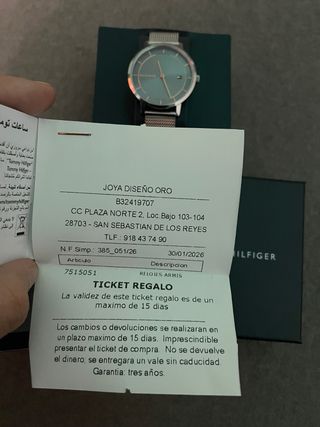 ساعات تومي
JOYA DISEÑO ORO
B32419707
CC PLAZA NORTE 2, Loc.Bajo 103-104
28703 - SAN SEBASTIAN DE LOS REYES
TLF: 918 43 74 90
N.F.Simp.: 385_051/26 30/01/2026
Articulo Descripcion
7515051 RELOJES ARMIS
TICKET REGALO
La validez de este ticket regalo es de un
maximo de 15 dias
Los cambios o devoluciones se realizaran en
un plazo maximo de 15 dias. Imprescindible
presentar el ticket de compra. No se devuelve
el dinero, se entregara un vale sin caducidad.
Garantia: tres años.
HILFIGER